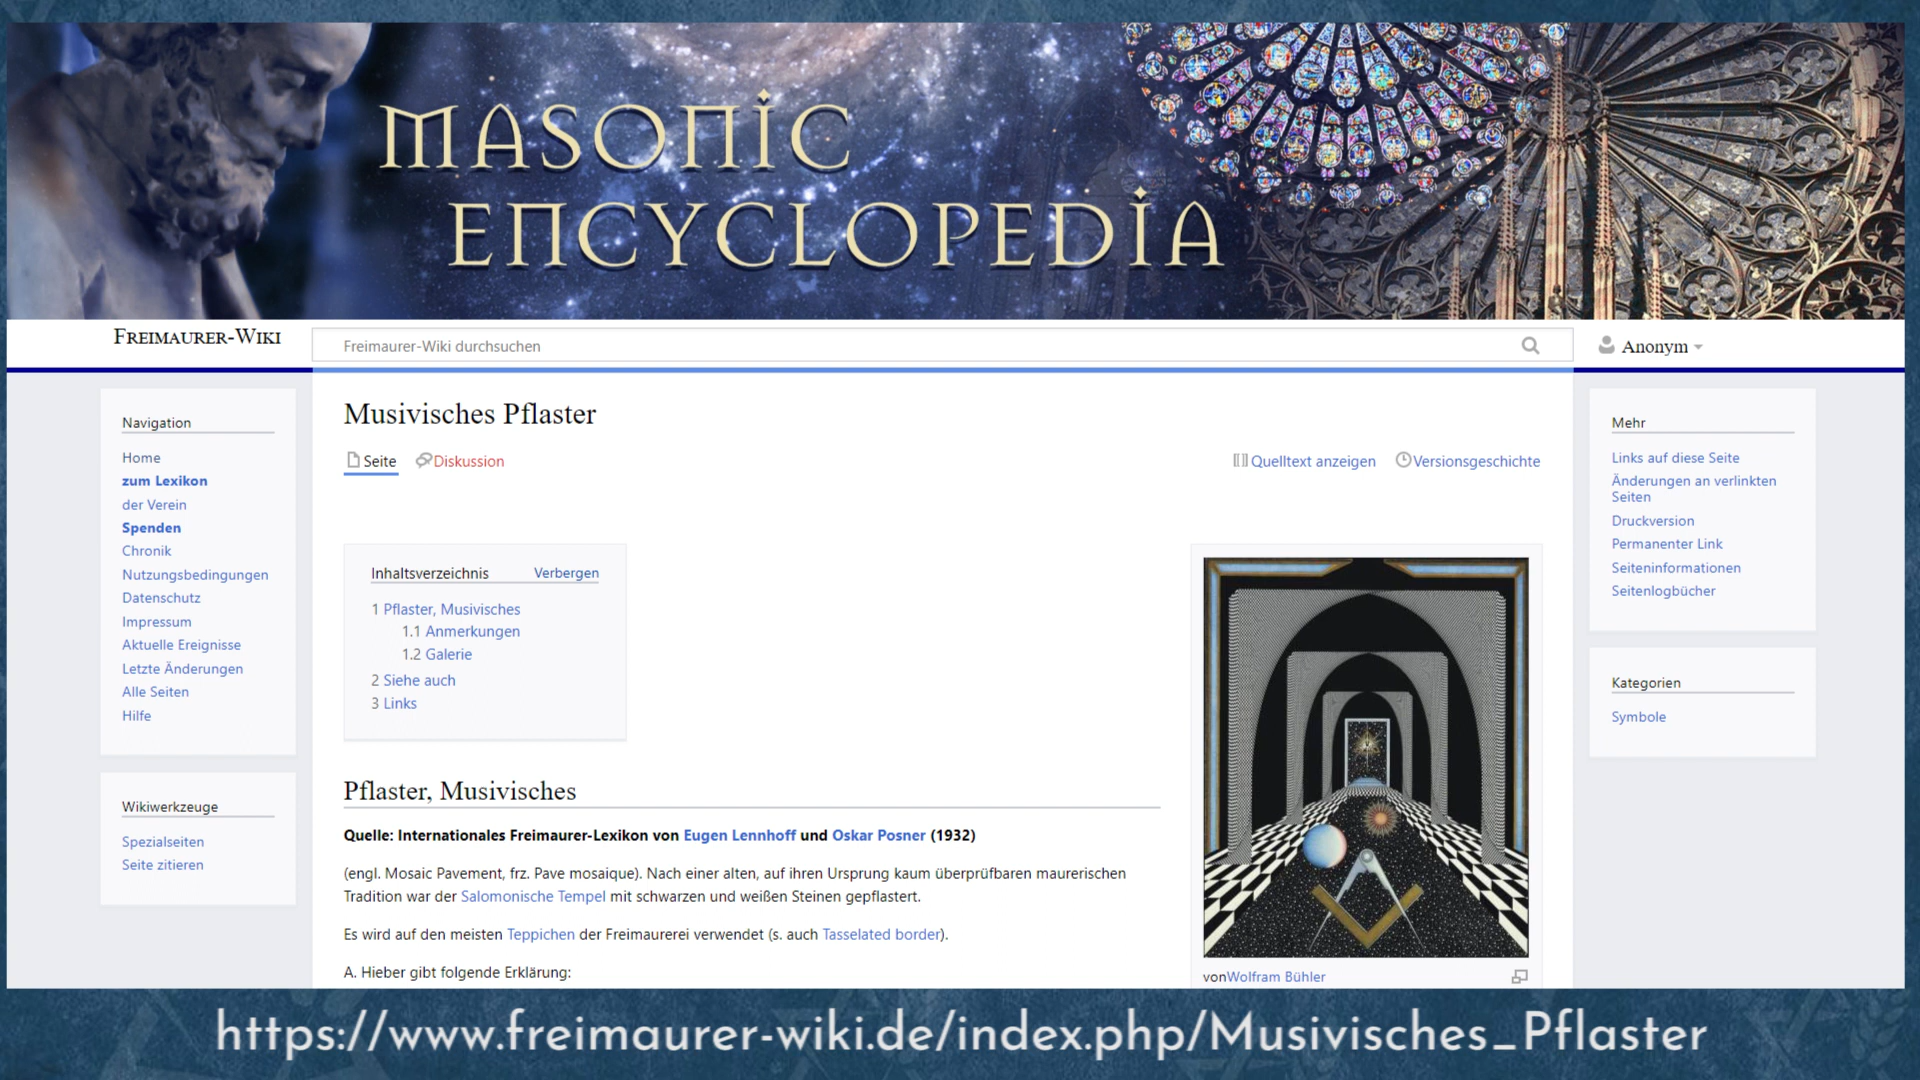 MASONIC
ENCYCLOPEDIA
FREIMAURER-WIKI
Freimaurer-Wiki durchsuchen
Anonym
Navigation
Home
zum Lexikon
der Verein
Spenden
Chronik
Nutzungsbedingungen
Datenschutz
Impressum
Aktuelle Ereignisse
Letzte Änderungen
Alle Seiten
Hilfe
Wikiwerkzeuge
Spezialseiten
Seite zitieren
Musivisches Pflaster
Seite Diskussion
Quelltext anzeigen Versionsgeschichte
Inhaltsverzeichnis Verbergen
1 Pflaster, Musivisches
1.1 Anmerkungen
1.2 Galerie
2 Siehe auch
3 Links
Pflaster, Musivisches
Quelle: Internationales Freimaurer-Lexikon von Eugen Lennhoff und Oskar Posner (1932)
(engl. Mosaic Pavement, frz. Pave mosaique). Nach einer alten, auf ihren Ursprung kaum überprüfbaren maurerischen
Tradition war der Salomonische Tempel mit schwarzen und weißen Steinen gepflastert.
Es wird auf den meisten Teppichen der Freimaurerei verwendet (s. auch Tasselated border).
A. Hieber gibt folgende Erklärung:
vonWolfram Bühler
Mehr
Links auf diese Seite
Änderungen an verlinkten
Seiten
Druckversion
Permanenter Link
Seiteninformationen
Seitenlogbücher
Kategorien
Symbole
https://www.freimaurer-wiki.de/index.php/Musivisches_Pflaster